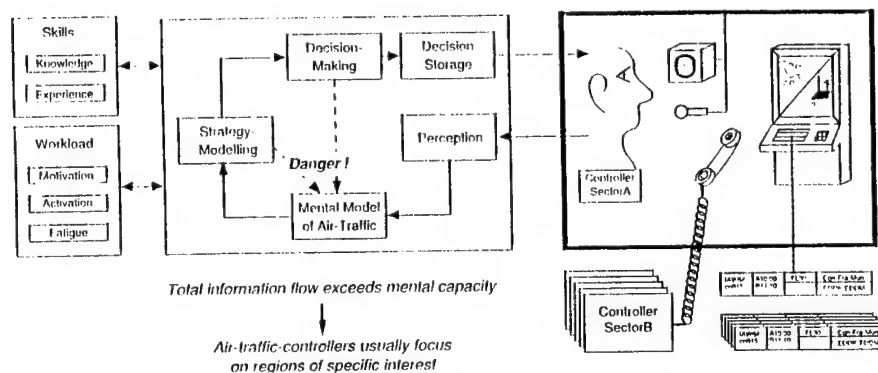 Skills
Knowledge
Experience
Workload
Motivation
Activation
Fatigue
Decision-
Making
Decision
Storage
Strategy-
Modelling
Perception
Danger !
Mental Model
of Air-Traffic
Controller
SectorA
Controller
SectorB
Total information flow exceeds mental capacity
Air-traffic-controllers usually focus
on regions of specific interest